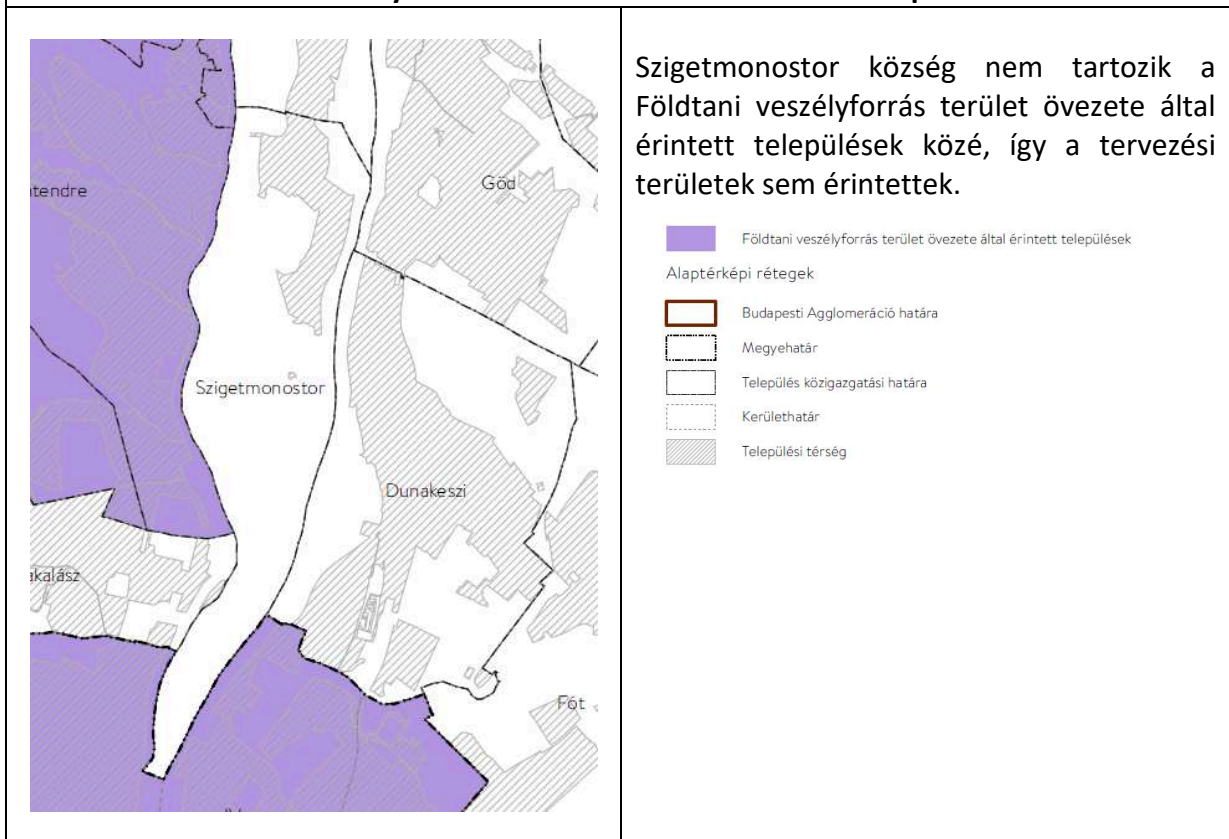 Szigetmonostor község nem tartozik a
Földtani veszélyforrás terület övezete által
érintett települések közé, így a tervezési
területek sem érintettek.
Földtani veszélyforrás terület övezete által érintett települések
Alaptérképi rétegek
Budapesti Agglomeráció határa
Megyehatár
Település közigazgatási határa
Kerülethatár
Települési térség
ntendre
Göd
Szigetmonostor
Dunakeszi
akalász
Fót